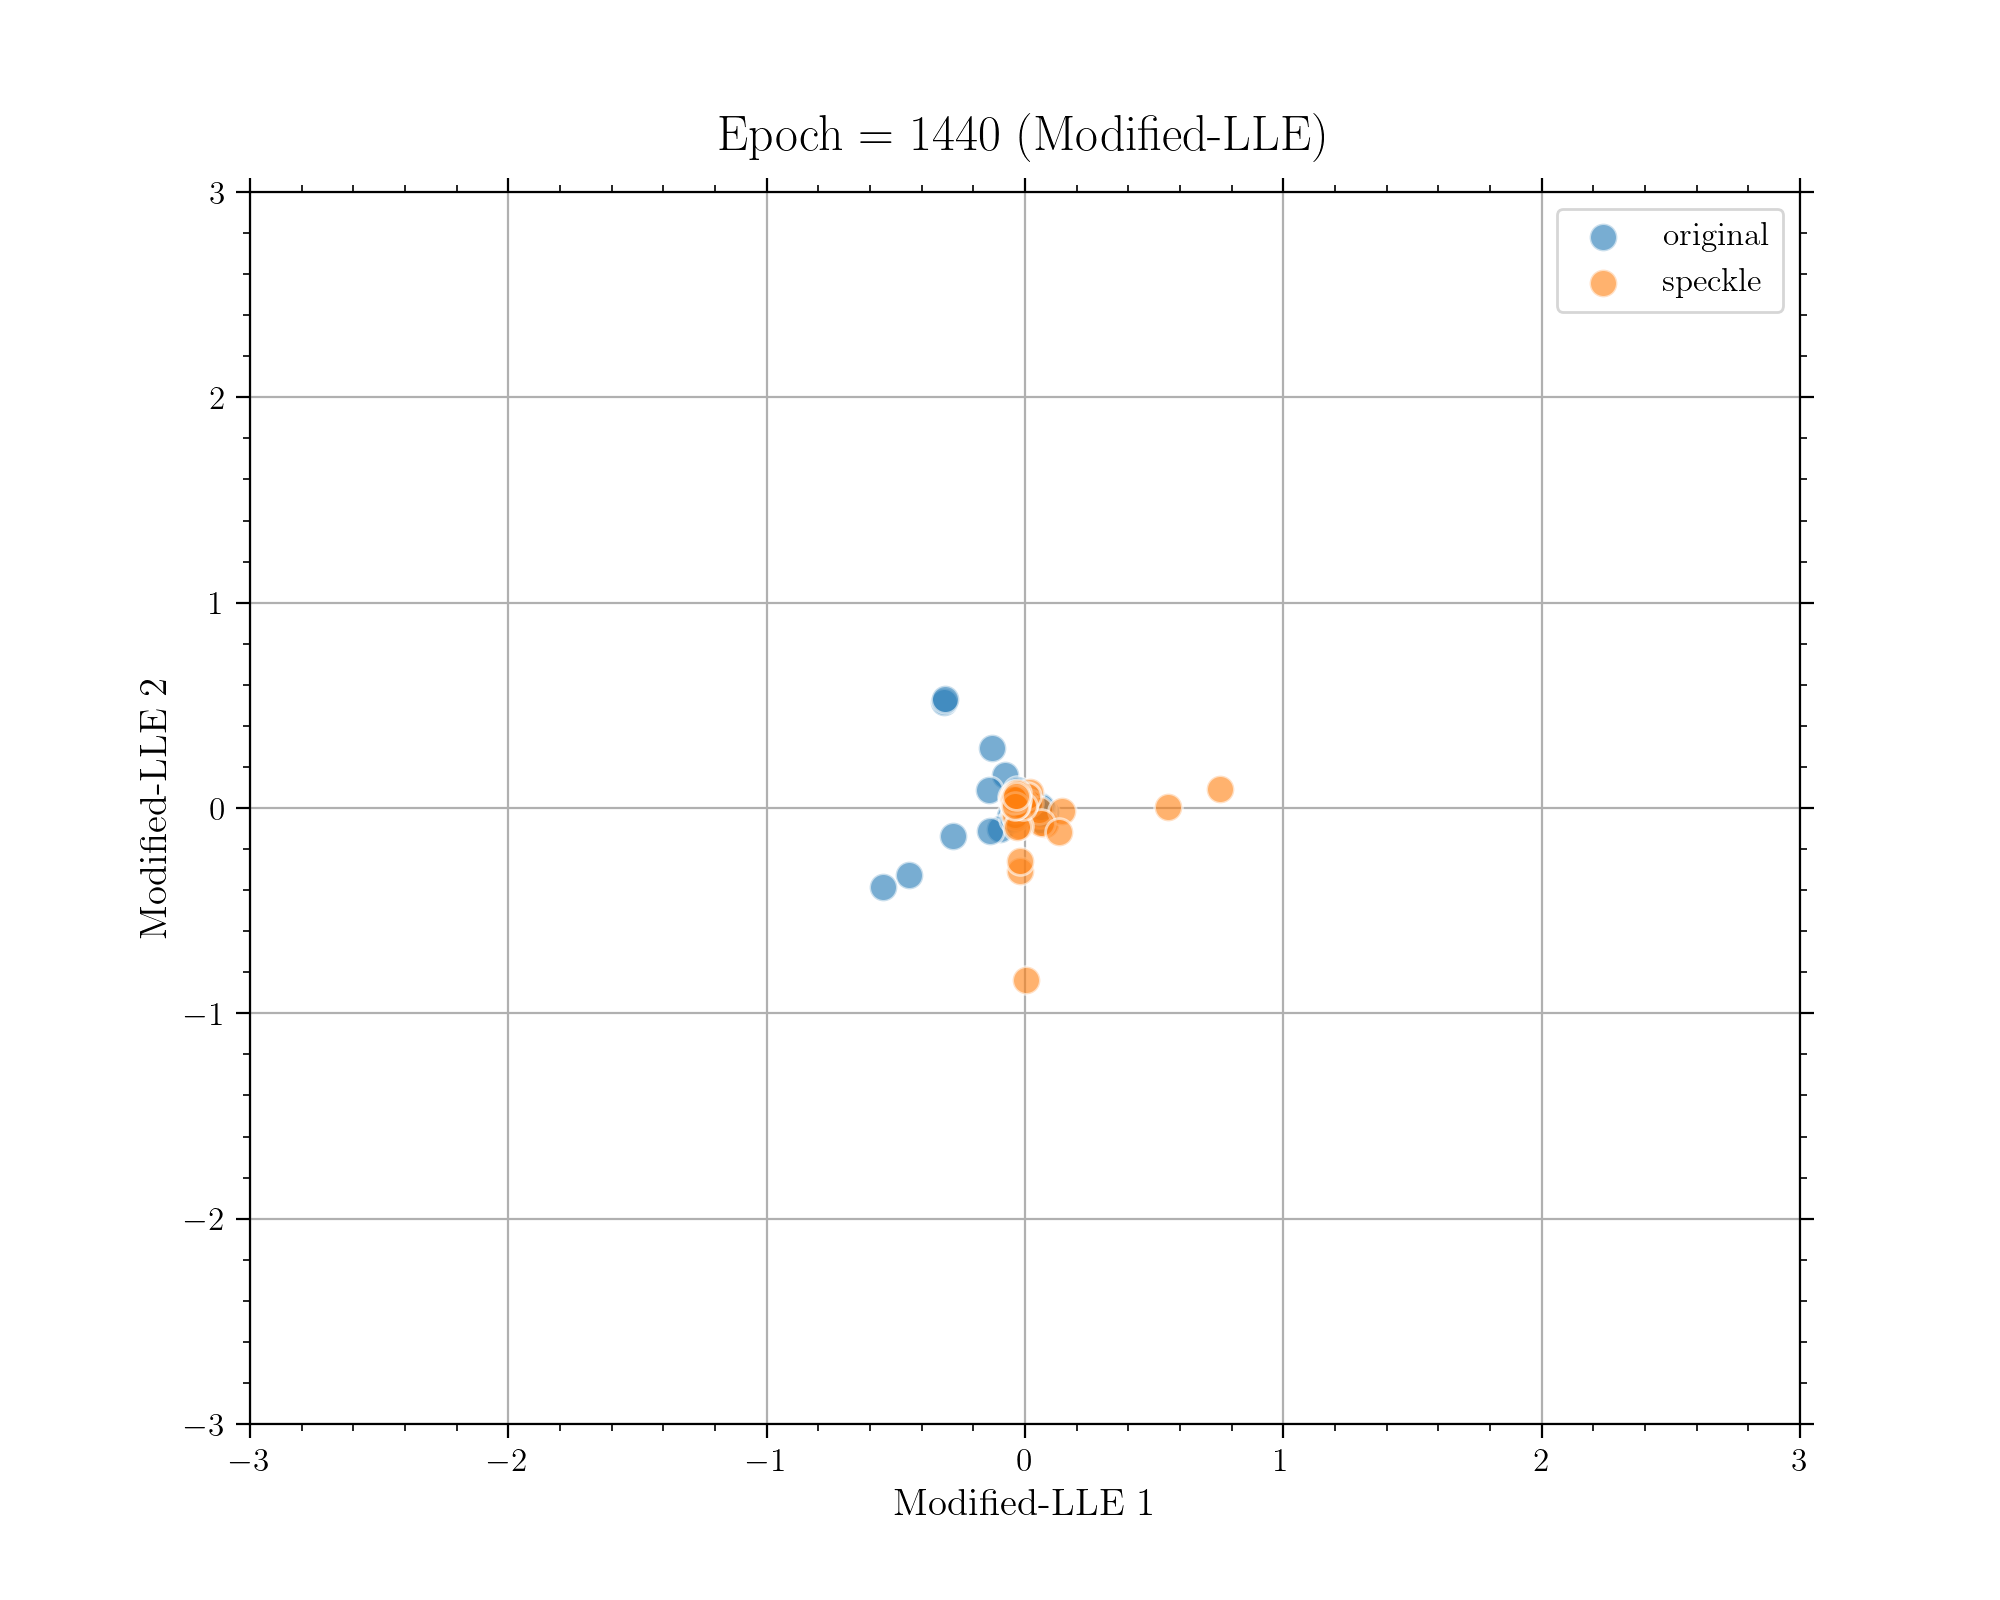 Epoch = 1440 (Modified-LLE)
original
speckle
3
2
1
0
−1
−2
−3
Modified-LLE 2
−3
−2
−1
0
1
2
3
Modified-LLE 1